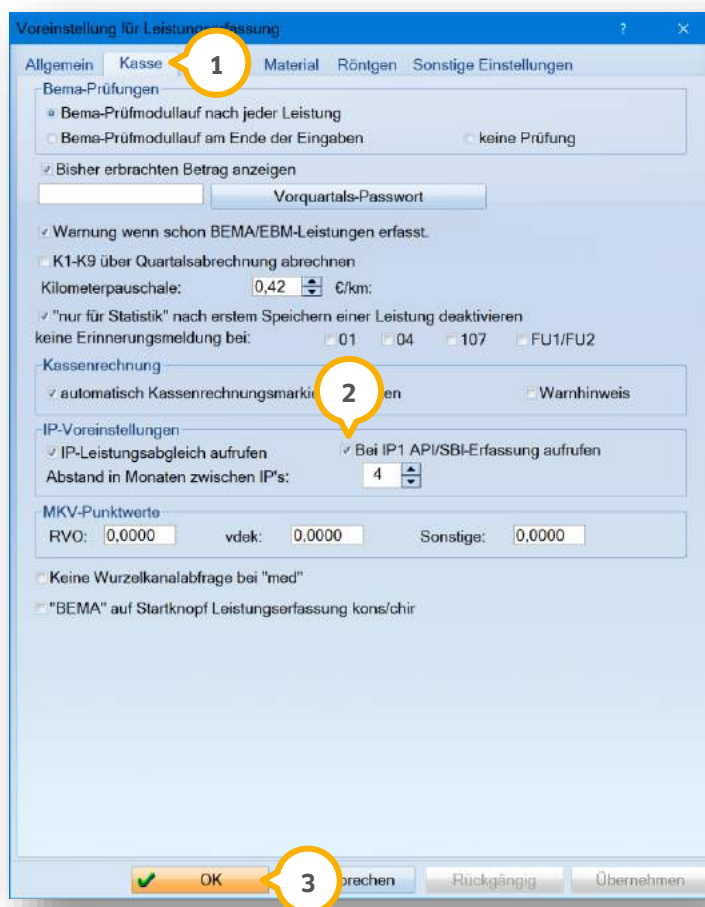 Voreinstellung für Leistungserfassung ? ×
Allgemein Kasse 1 Material Röntgen Sonstige Einstellungen
Bema-Prüfungen
Bema-Prüfmodullauf nach jeder Leistung
Bema-Prüfmodullauf am Ende der Eingaben keine Prüfung
Bisher erbrachten Betrag anzeigen
Vorquartals-Passwort
Warnung wenn schon BEMA/EBM-Leistungen erfasst.
K1-K9 über Quartalsabrechnung abrechnen
Kilometerpauschale: 0,42 €/km:
"nur für Statistik" nach erstem Speichern einer Leistung deaktivieren
keine Erinnerungsmeldung bei: 01 04 107 FU1/FU2
Kassenrechnung
automatisch Kassenrechnungsmarkie 2 en Warnhinweis
IP-Voreinstellungen
IP-Leistungsabgleich aufrufen Bei IP1 API/SBI-Erfassung aufrufen
Abstand in Monaten zwischen IP's: 4
MKV-Punktwerte
RVO: 0,0000 vdek: 0,0000 Sonstige: 0,0000
Keine Wurzelkanalabfrage bei "med"
"BEMA" auf Startknopf Leistungserfassung kons/chir
OK 3 brechen Rückgängig Übernehmen